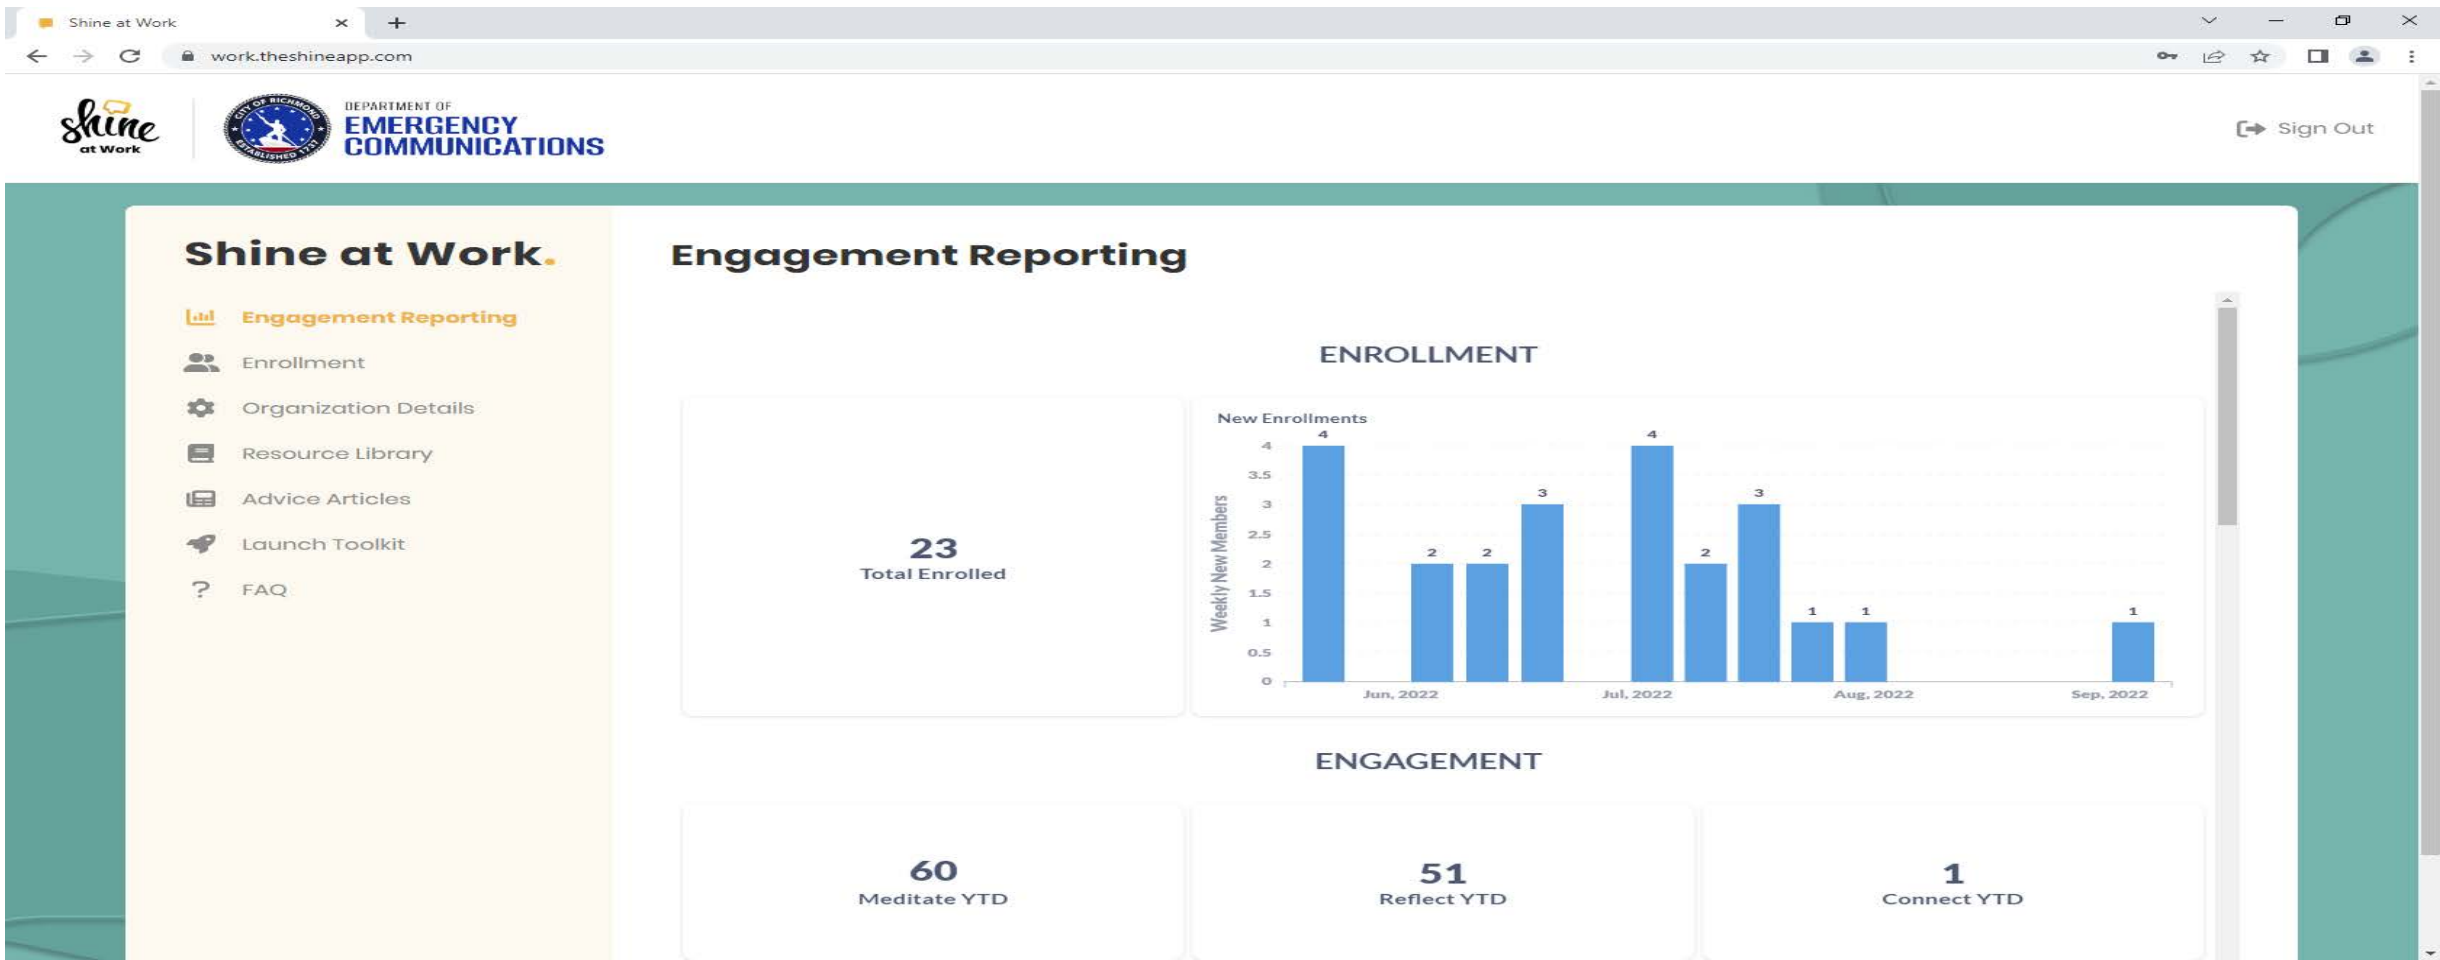 Shine at Work
work.theshineapp.com
shine
at Work
CITY OF RICHMOND
ESTABLISHED 1737
DEPARTMENT OF
EMERGENCY
COMMUNICATIONS
Sign Out
Shine at Work.
Engagement Reporting
Enrollment
Organization Details
Resource Library
Advice Articles
Launch Toolkit
? FAQ
Engagement Reporting
ENROLLMENT
23
Total Enrolled
New Enrollments
Weekly New Members
4
3.5
3
2.5
2
1.5
1
0.5
0
4 2 2 3 4 2 3 1 1 1
Jun, 2022 Jul, 2022 Aug, 2022 Sep, 2022
ENGAGEMENT
60
Meditate YTD
51
Reflect YTD
1
Connect YTD